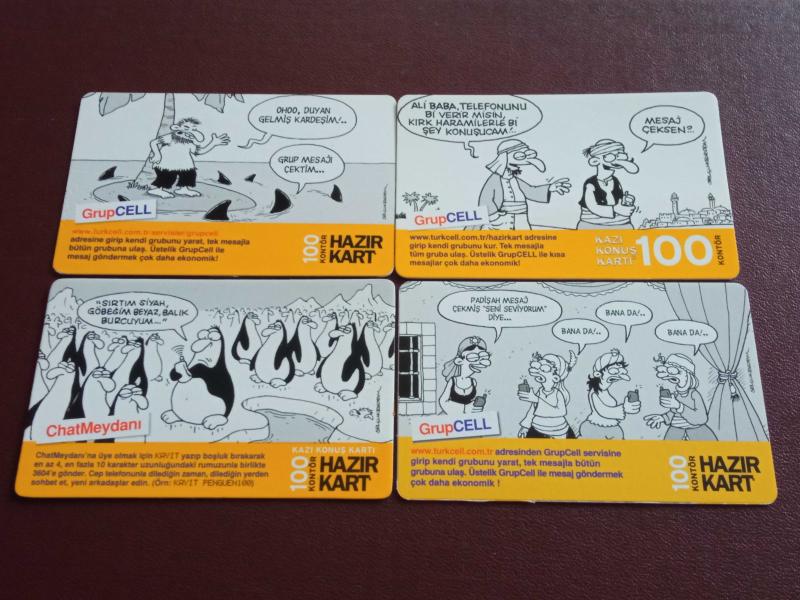 OHOO, DUYAN
GELMİŞ KARDEŞİM!..
GRUP MESAJI
ÇEKTİM...
GrupCELL
www.turkcell.com.tr/servisler/grupcell
adresine girip kendi grubunu yarat, tek mesajla
bütün grubuna ulaş. Üstelik GrupCELL ile
mesaj göndermek çok daha ekonomik!
100
KONTÖR
HAZIR
KART
ALİ BABA, TELEFONUNU
Bİ VERİR MİSİN,
KIRK HARAMİLERLE Bİ
ŞEY KONUŞUCAM!..
MESAJ
ÇEKSEN?..
GrupCELL
www.turkcell.com.tr/hazirkart adresine
girip kendi grubunu kur. Tek mesajla
tüm gruba ulaş. Üstelik GrupCELL ile kısa
mesajlar çok daha ekonomik!
KAZI
KONUŞ
KARTI
100
KONTÖR
"SIRTIM SİYAH,
GÖBEĞİM BEYAZ, BALIK
BURCUYUM..."
ChatMeydanı
ChatMeydanı'na üye olmak için KAYIT yazıp boşluk bırakarak
en az 4, en fazla 10 karakter uzunluğundaki rumuzunla birlikte
3604'e gönder. Cep telefonunla dilediğin zaman, dilediğin yerden
sohbet et, yeni arkadaşlar edin. (Örn: KAYIT PENGUEN100)
KAZI KONUŞ KARTI
100
KONTÖR
HAZIR
KART
PADİŞAH MESAJ
ÇEKMİŞ "SENİ SEVİYORUM"
DİYE...
BANA DA!..
BANA DA!..
BANA DA!..
GrupCELL
www.turkcell.com.tr adresinden GrupCell servisine
girip kendi grubunu yarat, tek mesajla bütün
grubuna ulaş. Üstelik GrupCELL ile mesaj göndermek
çok daha ekonomik !
100
KONTÖR
HAZIR
KART